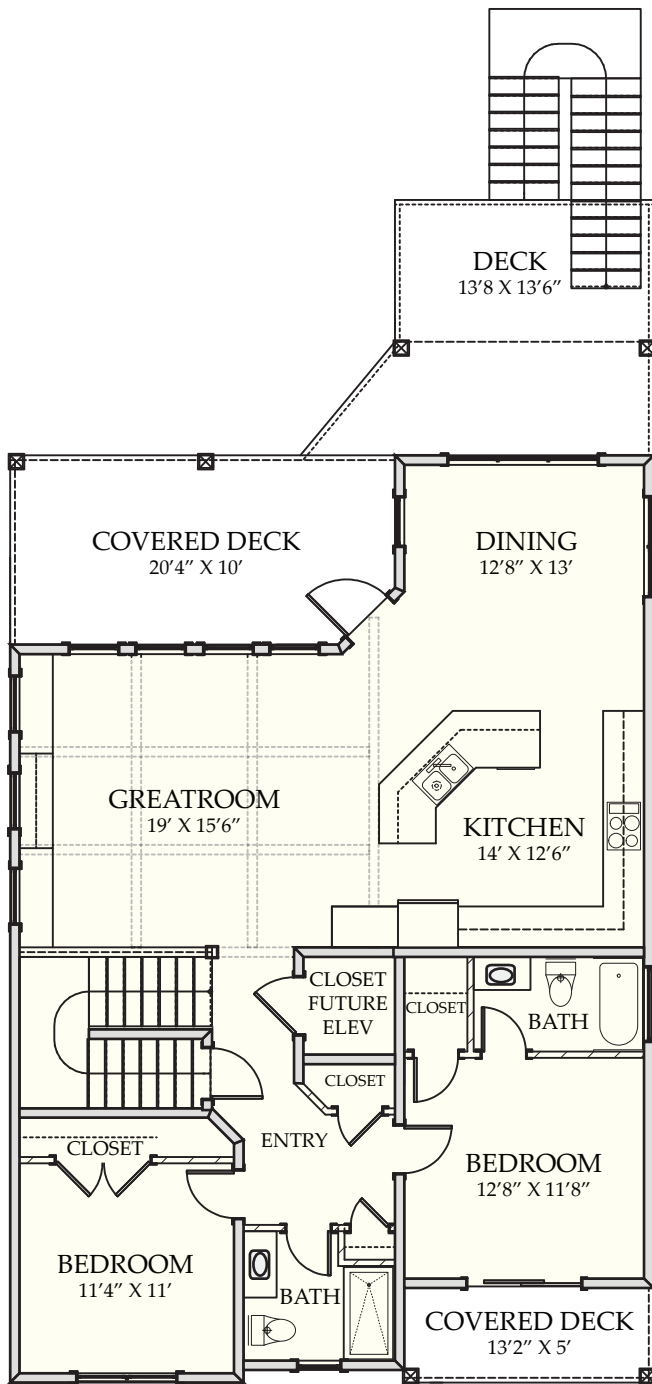 DECK
13'8 X 13'6"
COVERED DECK
20'4" X 10'
DINING
12'8" X 13'
GREATROOM
19' X 15'6"
KITCHEN
14' X 12'6"
CLOSET
FUTURE
ELEV
CLOSET
BATH
CLOSET
ENTRY
CLOSET
BEDROOM
12'8" X 11'8"
BEDROOM
11'4" X 11'
BATH
COVERED DECK
13'2" X 5'